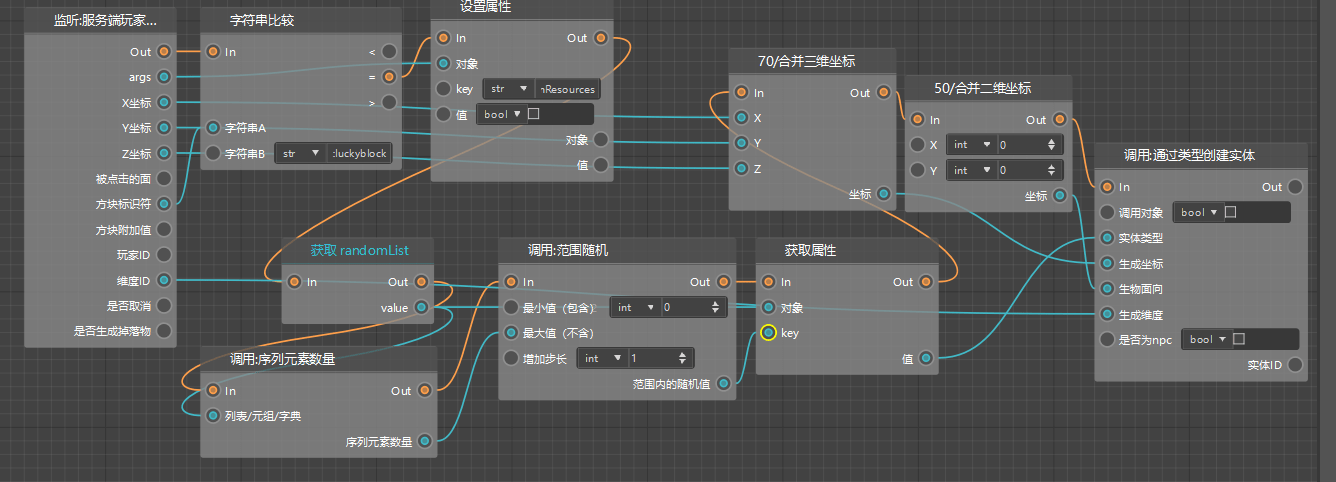 监听:服务端玩家...
Out
args
X坐标
Y坐标
Z坐标
被点击的面
方块标识符
方块附加值
玩家ID
维度ID
是否取消
是否生成掉落物
字符串比较
In
<
=
>
字符串A
字符串B str :luckyblock
设置属性
In Out
对象
key str nResources
值 bool
对象
值
70/合并三维坐标
In Out
X
Y
Z
坐标
50/合并二维坐标
In Out
X int 0
Y int 0
坐标
调用:通过类型创建实体
In Out
调用对象 bool
实体类型
生成坐标
生物面向
生成维度
是否为npc bool
实体ID
获取 randomList
In Out
value
调用:范围随机
In Out
最小值（包含）: int 0
最大值（不含）
增加步长 int 1
范围内的随机值
获取属性
In Out
对象
key
值
调用:序列元素数量
In Out
列表/元组/字典
序列元素数量